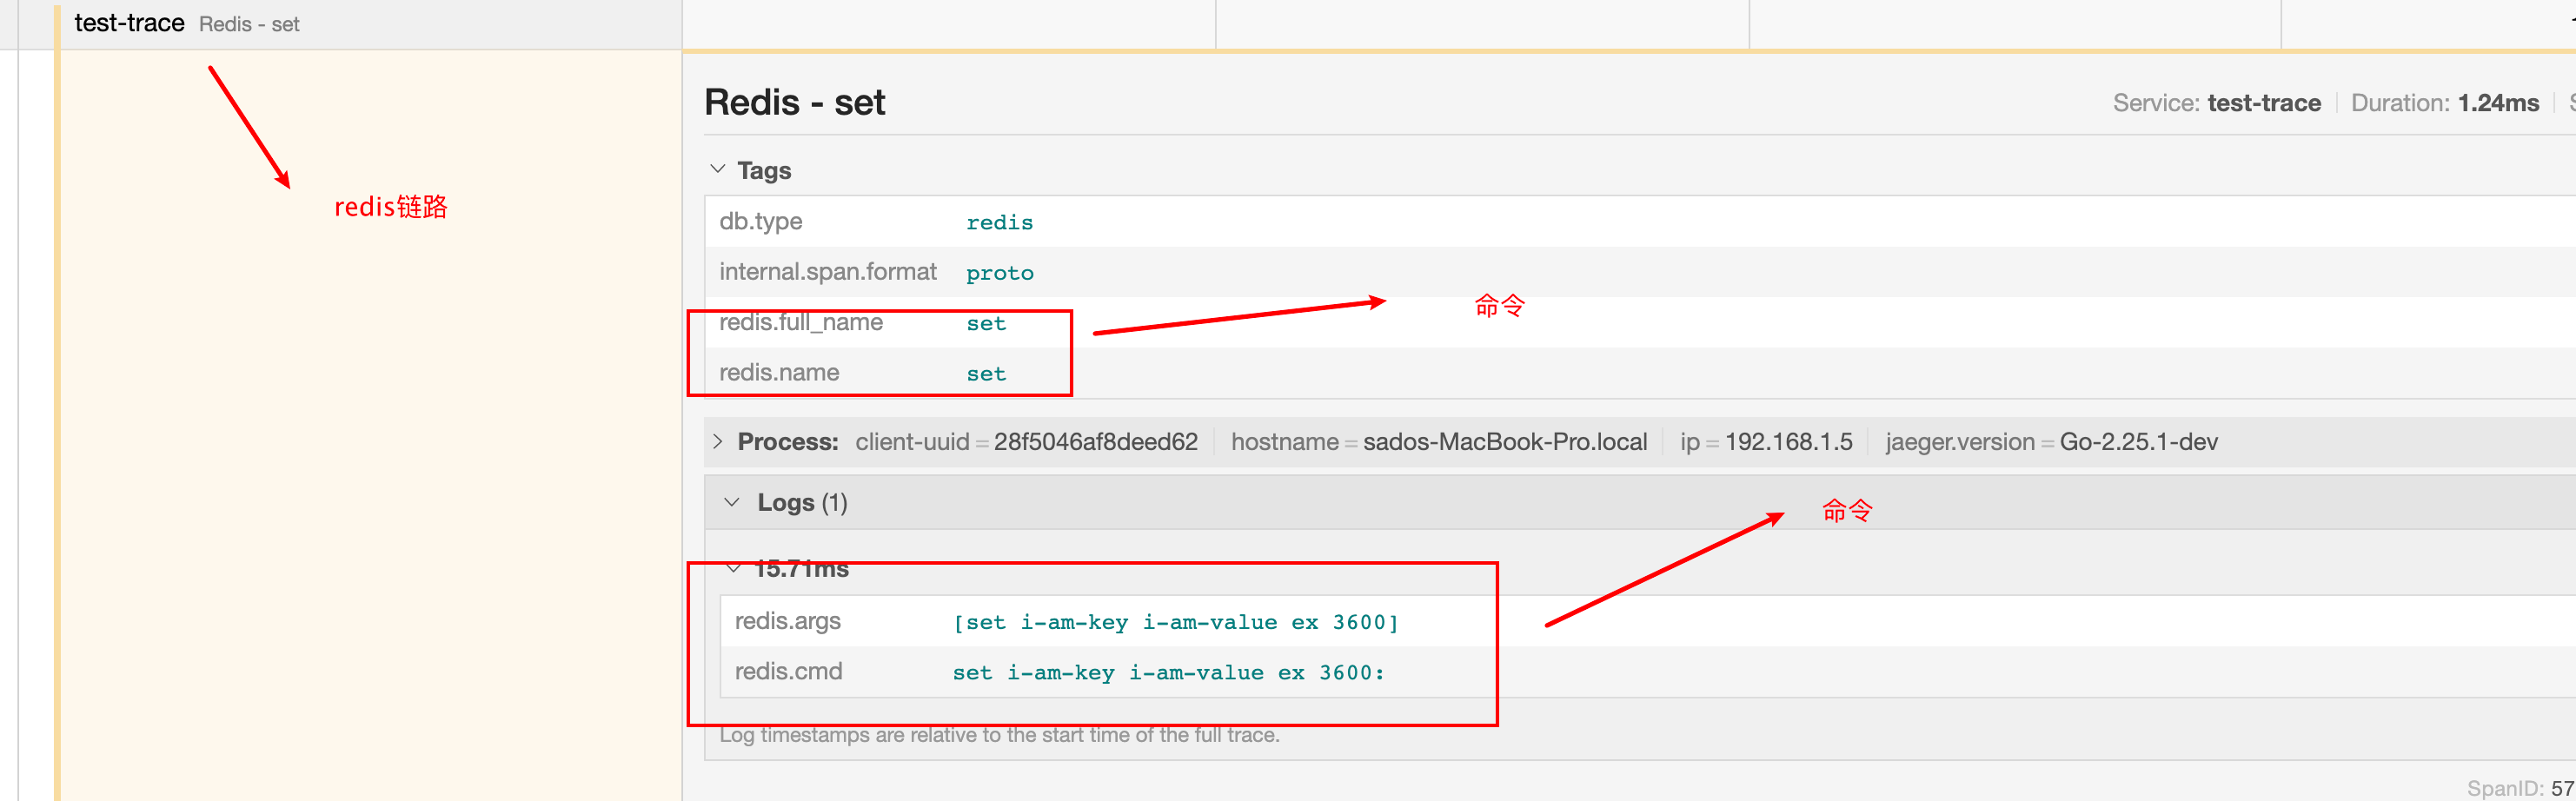 test-trace Redis - set
redis链路
Redis - set
Service: test-trace Duration: 1.24ms
Tags
db.type redis
internal.span.format proto
redis.full_name set
redis.name set
命令
Process: client-uuid = 28f5046af8deed62 hostname = sados-MacBook-Pro.local ip = 192.168.1.5 jaeger.version = Go-2.25.1-dev
Logs (1)
命令
15.71ms
redis.args [set i-am-key i-am-value ex 3600]
redis.cmd set i-am-key i-am-value ex 3600:
Log timestamps are relative to the start time of the full trace.
SpanID: 57